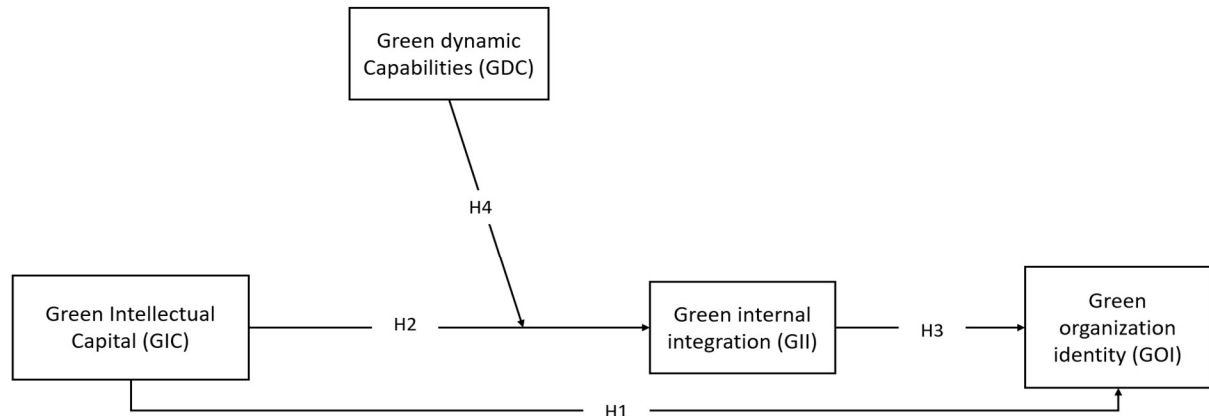 Green dynamic
Capabilities (GDC)
H4
Green Intellectual
Capital (GIC)
H2
Green internal
integration (GII)
H3
Green
organization
identity (GOI)
H1